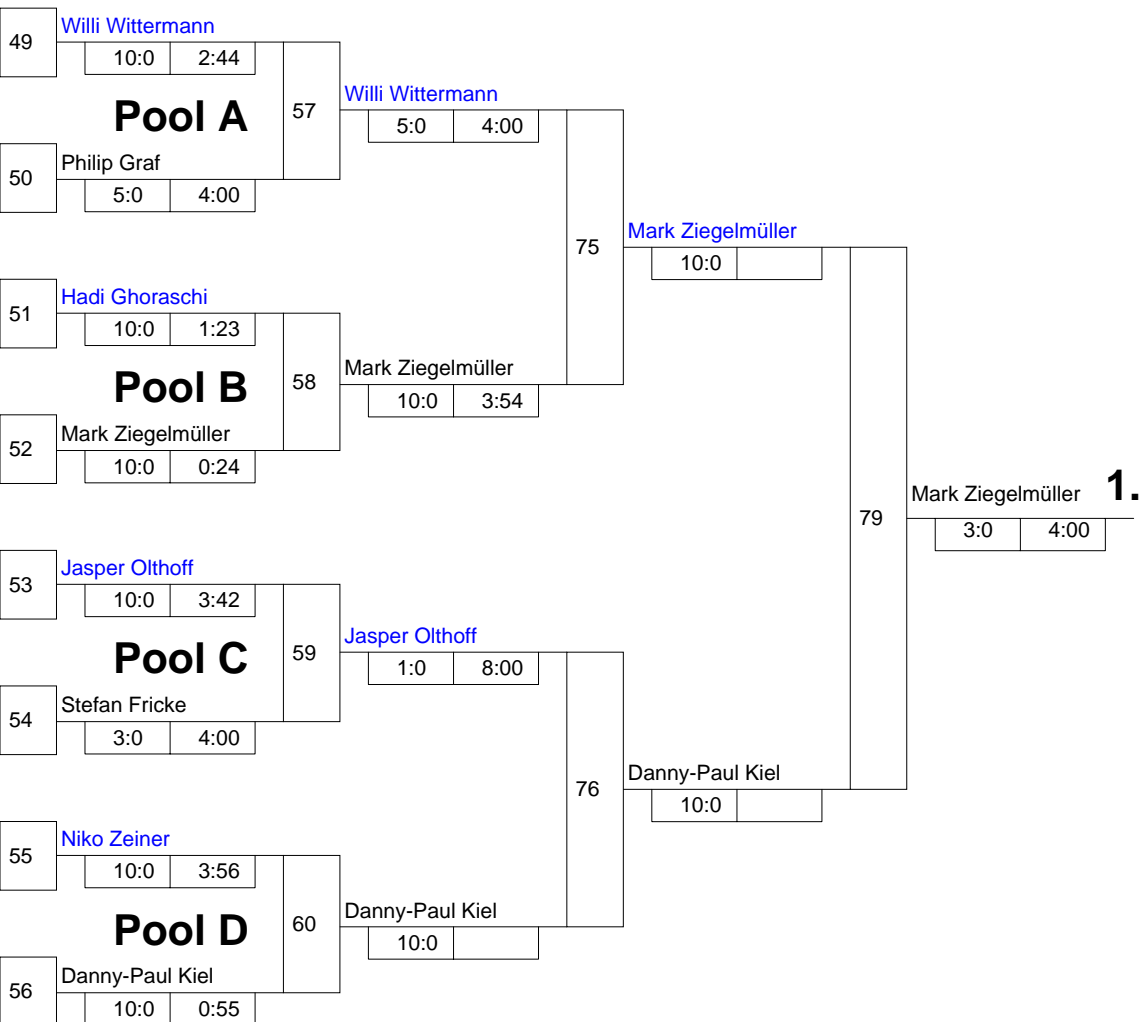 49
Willi Wittermann
10:0 2:44
Pool A
57
Willi Wittermann
5:0 4:00
50
Philip Graf
5:0 4:00
75
Mark Ziegelmüller
10:0
51
Hadi Ghoraschi
10:0 1:23
Pool B
58
Mark Ziegelmüller
10:0 3:54
52
Mark Ziegelmüller
10:0 0:24
79
Mark Ziegelmüller 1.
3:0 4:00
53
Jasper Olthoff
10:0 3:42
Pool C
59
Jasper Olthoff
1:0 8:00
54
Stefan Fricke
3:0 4:00
76
Danny-Paul Kiel
10:0
55
Niko Zeiner
10:0 3:56
Pool D
60
Danny-Paul Kiel
10:0
56
Danny-Paul Kiel
10:0 0:55